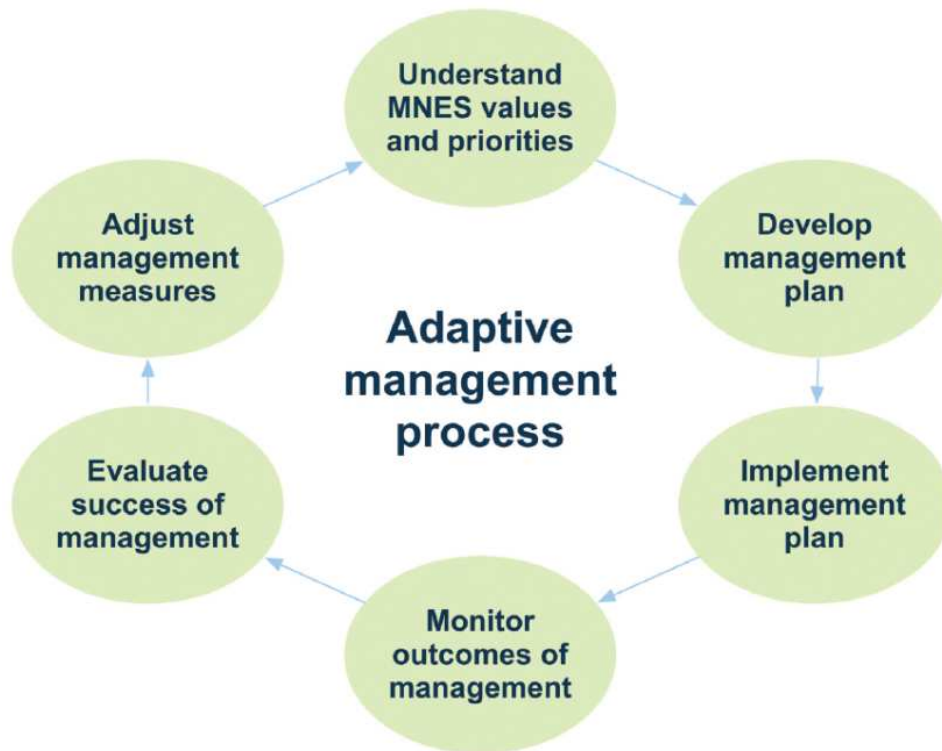 Understand
MNES values
and priorities
Develop
management
plan
Implement
management
plan
Monitor
outcomes of
management
Evaluate
success of
management
Adjust
management
measures
Adaptive
management
process